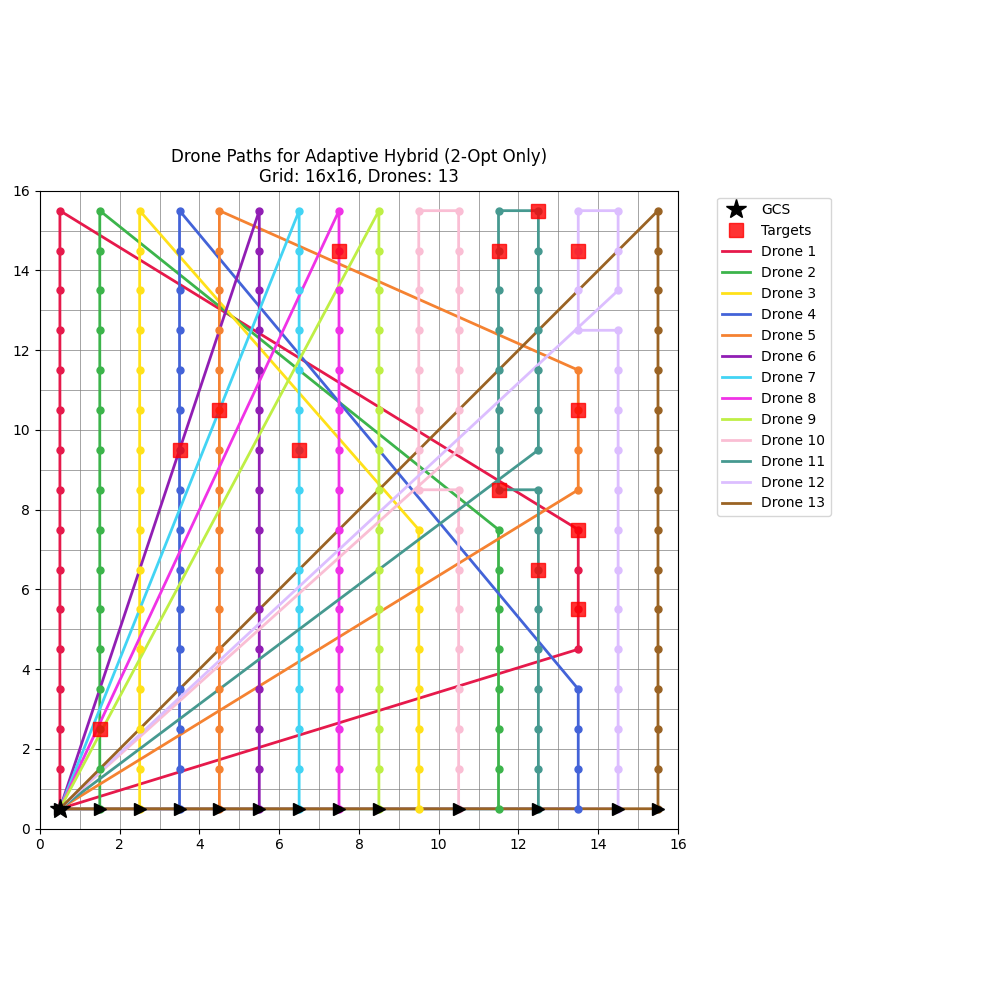 Drone Paths for Adaptive Hybrid (2-Opt Only)
Grid: 16x16, Drones: 13
16
14
12
10
8
6
4
2
0
0 2 4 6 8 10 12 14 16
GCS
Targets
Drone 1
Drone 2
Drone 3
Drone 4
Drone 5
Drone 6
Drone 7
Drone 8
Drone 9
Drone 10
Drone 11
Drone 12
Drone 13